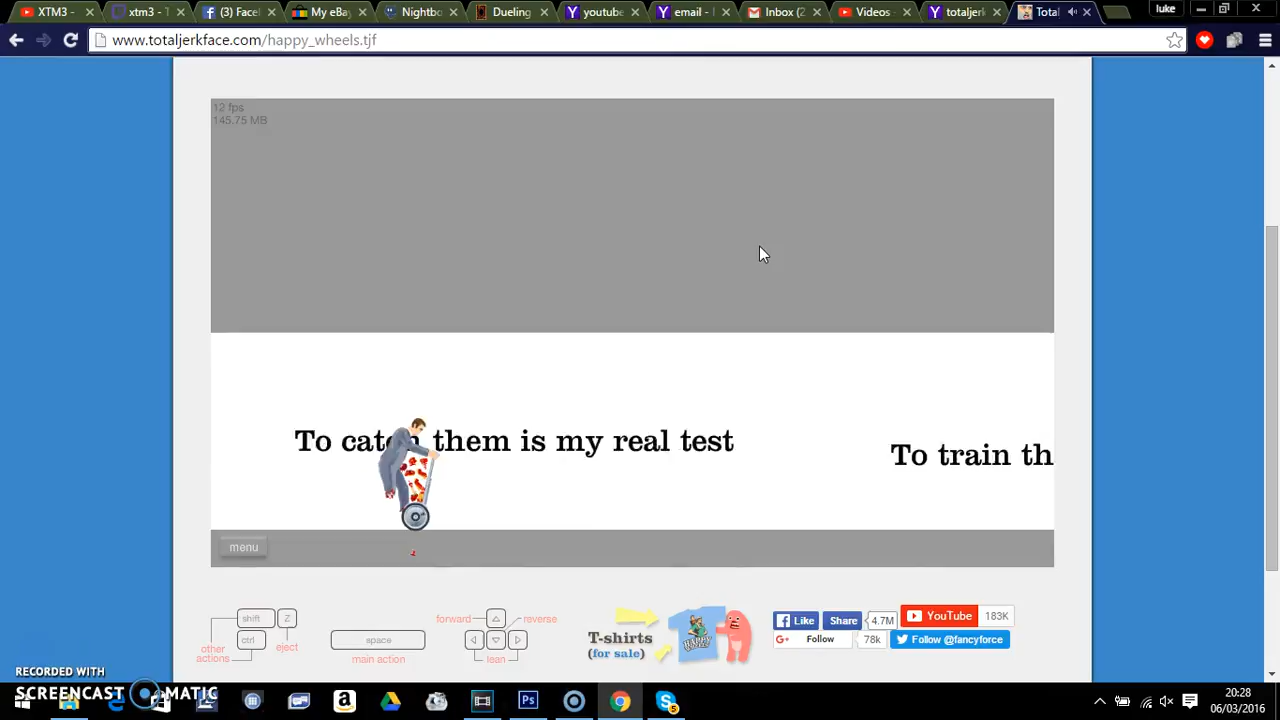 XTM3 -
xtm3 - T
(3) Face
My eBay
Nightbo
Dueling
youtube
email -
Inbox (2
Videos -
totaljerk
Total
luke
www.totaljerkface.com/happy_wheels.tjf
12 fps
145.75 MB
To catch them is my real test
To train th
menu
shift Z
ctrl
other actions
eject
space
main action
forward
reverse
lean
T-shirts
(for sale)
Like Share 4.7M
YouTube 183K
G+ Follow 78k
Follow @fancyforce
RECORDED WITH
SCREENCAST MATIC
20:28
06/03/2016